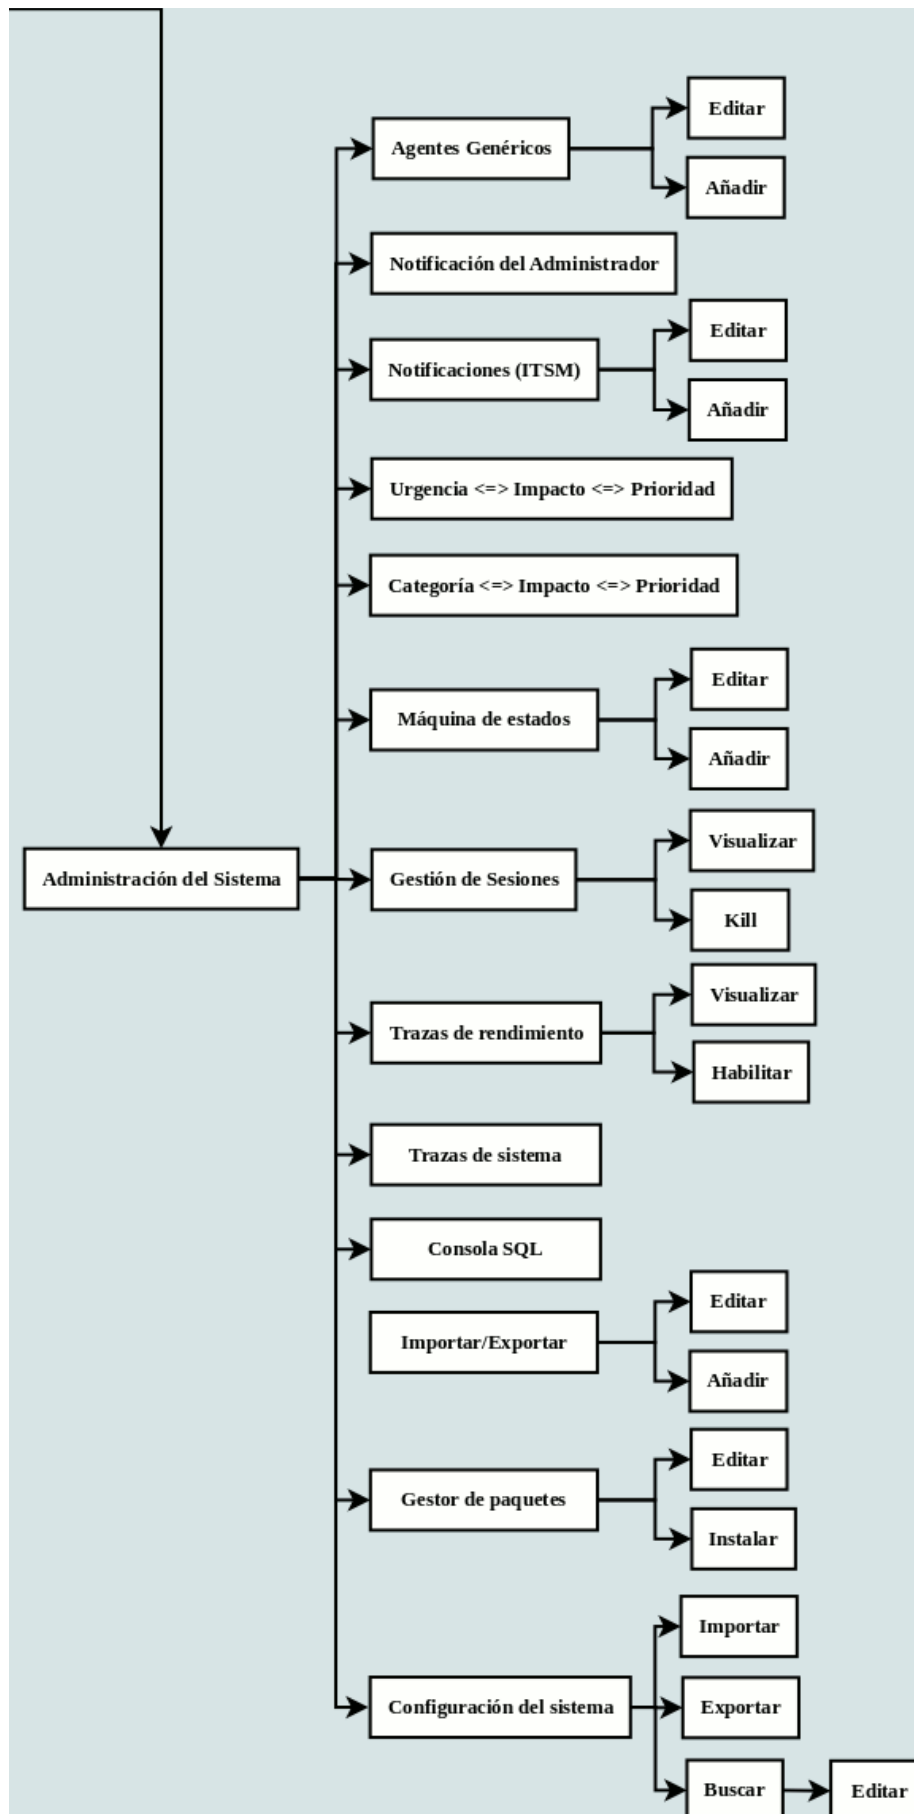 Agentes Genéricos
Editar
Añadir
Notificación del Administrador
Notificaciones (ITSM)
Editar
Añadir
Urgencia <=> Impacto <=> Prioridad
Categoría <=> Impacto <=> Prioridad
Máquina de estados
Editar
Añadir
Administración del Sistema
Gestión de Sesiones
Visualizar
Kill
Trazas de rendimiento
Visualizar
Habilitar
Trazas de sistema
Consola SQL
Importar/Exportar
Editar
Añadir
Gestor de paquetes
Editar
Instalar
Configuración del sistema
Importar
Exportar
Buscar
Editar